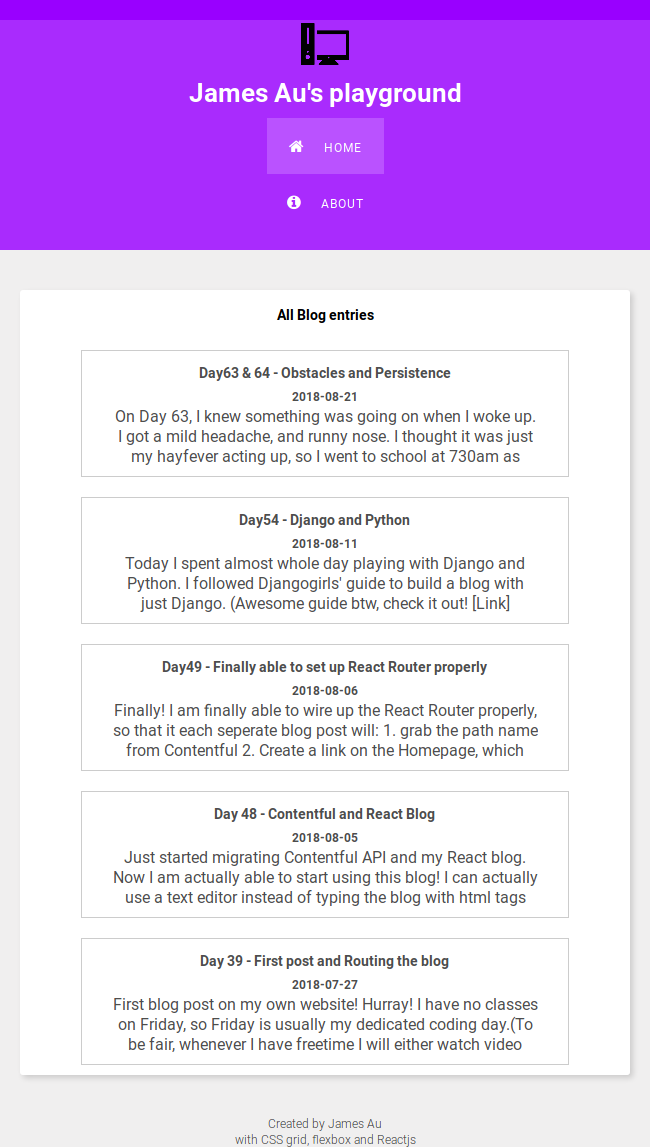 James Au's playground
HOME
ABOUT
All Blog entries
Day63 & 64 - Obstacles and Persistence
2018-08-21
On Day 63, I knew something was going on when I woke up.
I got a mild headache, and runny nose. I thought it was just
my hayfever acting up, so I went to school at 730am as
Day54 - Django and Python
2018-08-11
Today I spent almost whole day playing with Django and
Python. I followed Djangogirls' guide to build a blog with
just Django. (Awesome guide btw, check it out! [Link]
Day49 - Finally able to set up React Router properly
2018-08-06
Finally! I am finally able to wire up the React Router properly,
so that it each seperate blog post will: 1. grab the path name
from Contentful 2. Create a link on the Homepage, which
Day 48 - Contentful and React Blog
2018-08-05
Just started migrating Contentful API and my React blog.
Now I am actually able to start using this blog! I can actually
use a text editor instead of typing the blog with html tags
Day 39 - First post and Routing the blog
2018-07-27
First blog post on my own website! Hurray! I have no classes
on Friday, so Friday is usually my dedicated coding day.(To
be fair, whenever I have freetime I will either watch video
Created by James Au
with CSS grid, flexbox and Reactjs